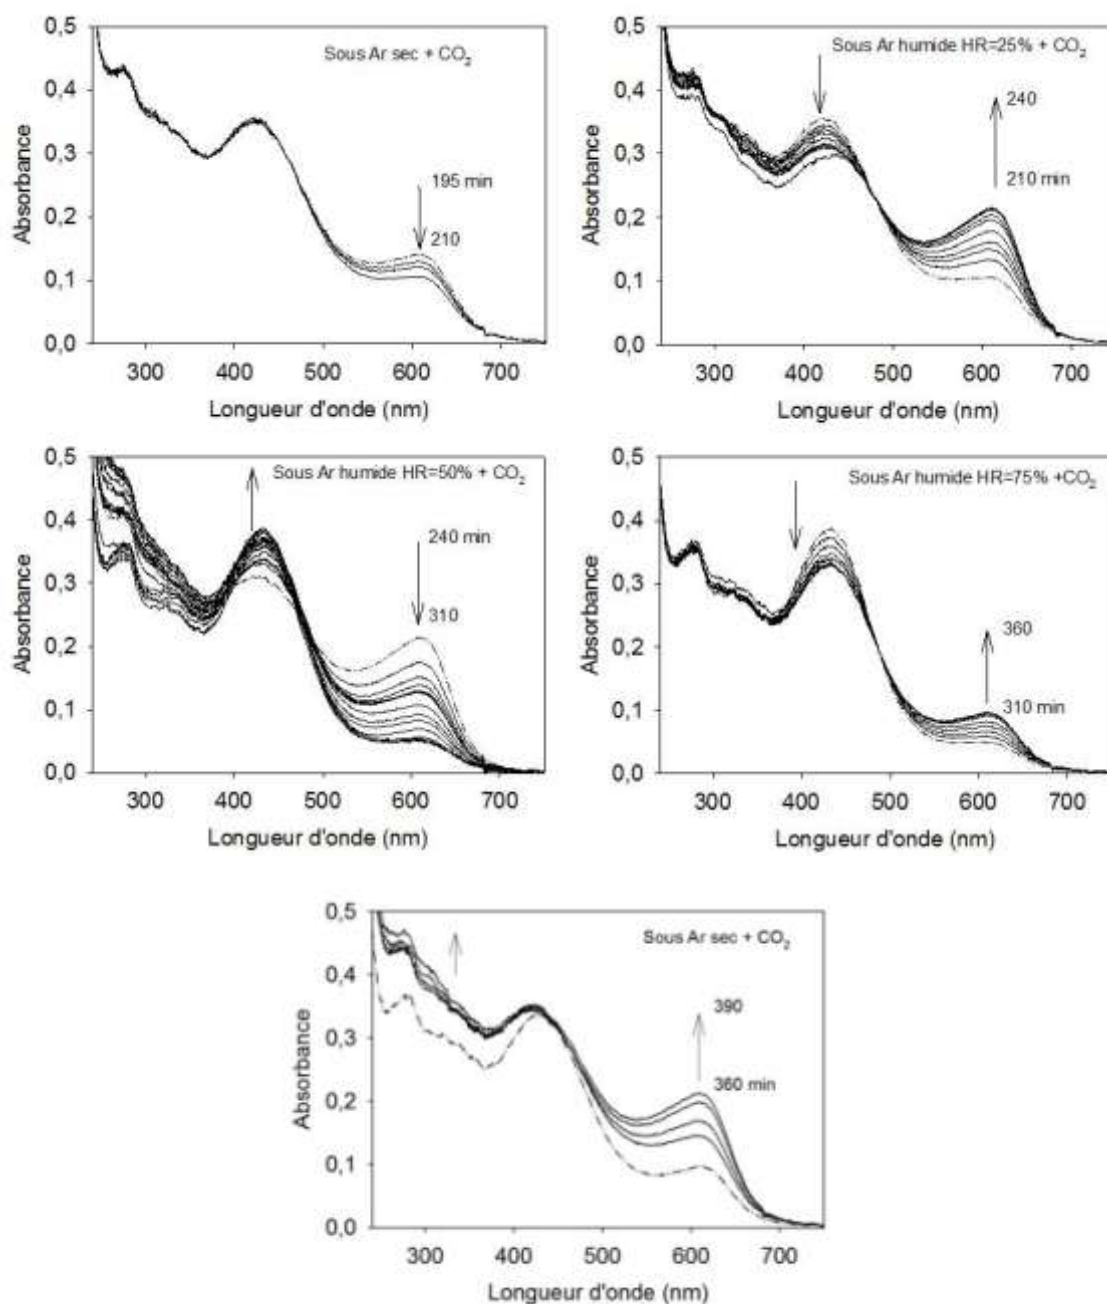 0,5
0,4
0,3
0,2
0,1
0,0
Absorbance
Sous Ar sec + CO₂
195 min
210
300 400 500 600 700
Longueur d'onde (nm)
0,5
0,4
0,3
0,2
0,1
0,0
Absorbance
Sous Ar humide HR=25% + CO₂
240
210 min
300 400 500 600 700
Longueur d'onde (nm)
0,5
0,4
0,3
0,2
0,1
0,0
Absorbance
Sous Ar humide HR=50% + CO₂
240 min
310
300 400 500 600 700
Longueur d'onde (nm)
0,5
0,4
0,3
0,2
0,1
0,0
Absorbance
Sous Ar humide HR=75% +CO₂
360
310 min
300 400 500 600 700
Longueur d'onde (nm)
0,5
0,4
0,3
0,2
0,1
0,0
Absorbance
Sous Ar sec + CO₂
390
360 min
300 400 500 600 700
Longueur d'onde (nm)